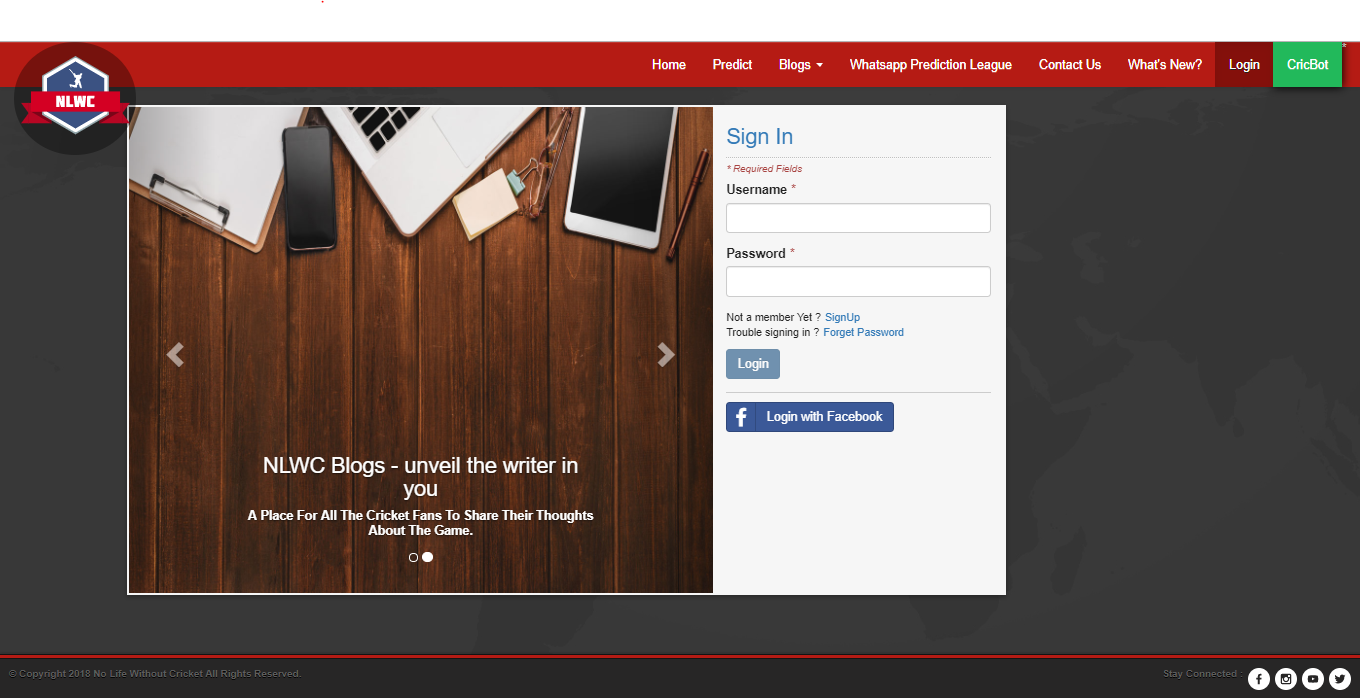 NLWC
Home
Predict
Blogs
Whatsapp Prediction League
Contact Us
What's New?
Login
CricBot
*
NLWC Blogs - unveil the writer in
you
A Place For All The Cricket Fans To Share Their Thoughts
About The Game.
Sign In
* Required Fields
Username *
Password *
Not a member Yet ? SignUp
Trouble signing in ? Forget Password
Login
Login with Facebook
© Copyright 2018 No Life Without Cricket All Rights Reserved.
Stay Connected :